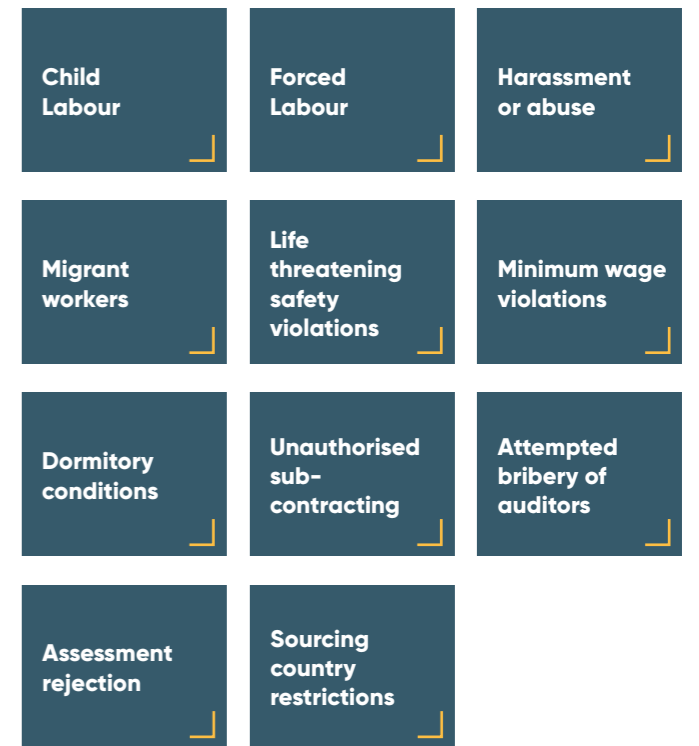 Child
Labour
Forced
Labour
Harassment
or abuse
Migrant
workers
Life
threatening
safety
violations
Minimum wage
violations
Dormitory
conditions
Unauthorised
sub-
contracting
Attempted
bribery of
auditors
Assessment
rejection
Sourcing
country
restrictions